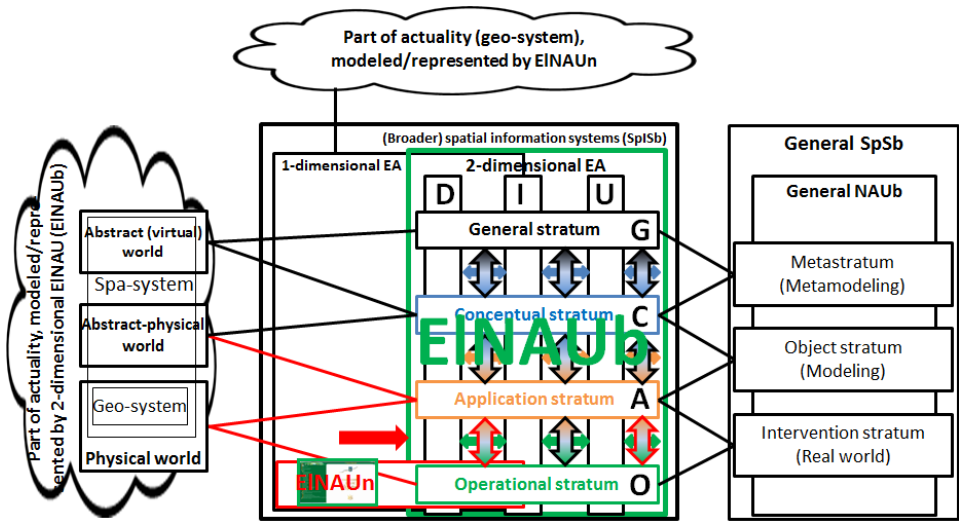 Part of actuality (geo-system),
modeled/represented by ElNAUn
Part of actuality, modeled/repre
sented by 2-dimensional ElNAU (ElNAUb)
Abstract (virtual)
world
Spa-system
Abstract-physical
world
Geo-system
Physical world
(Broader) spatial information systems (SpISb)
1-dimensional EA
2-dimensional EA
D I U
General stratum G
Conceptual stratum C
ElNAUb
Application stratum A
Operational stratum O
ElNAUn
General SpSb
General NAUb
Metastratum
(Metamodeling)
Object stratum
(Modeling)
Intervention stratum
(Real world)